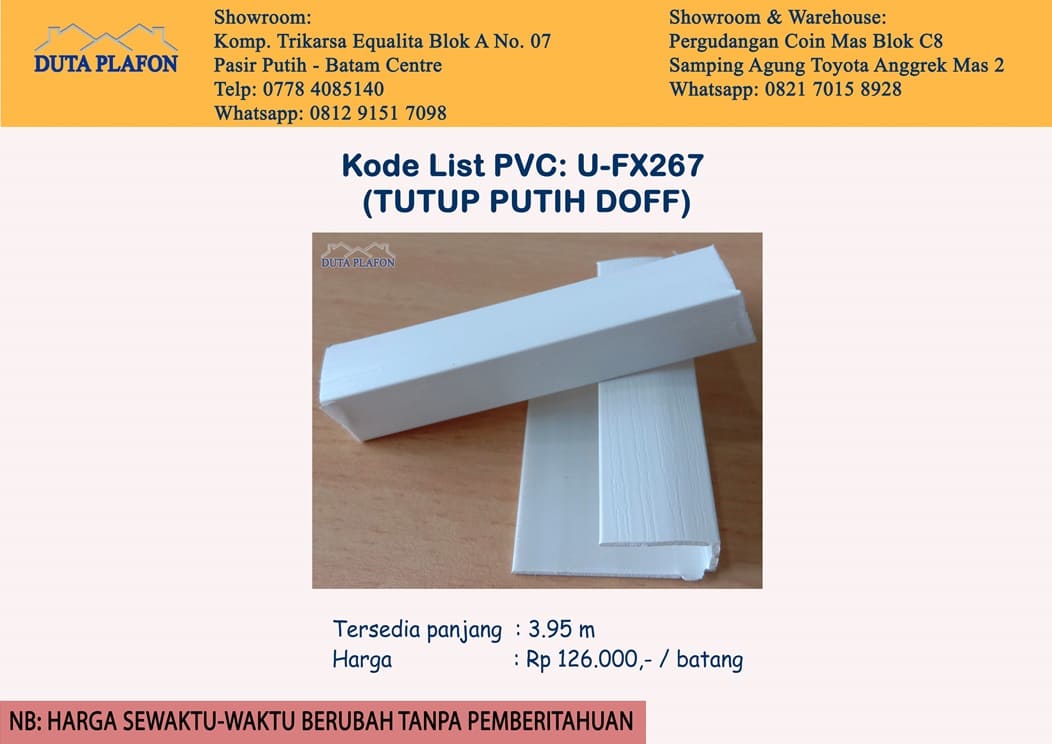 DUTA PLAFON
Showroom:
Komp. Trikarsa Equalita Blok A No. 07
Pasir Putih - Batam Centre
Telp: 0778 4085140
Whatsapp: 0812 9151 7098
Showroom & Warehouse:
Pergudangan Coin Mas Blok C8
Samping Agung Toyota Anggrek Mas 2
Whatsapp: 0821 7015 8928
Kode List PVC: U-FX267
(TUTUP PUTIH DOFF)
DUTA PLAFON
Tersedia panjang : 3.95 m
Harga : Rp 126.000,- / batang
NB: HARGA SEWAKTU-WAKTU BERUBAH TANPA PEMBERITAHUAN